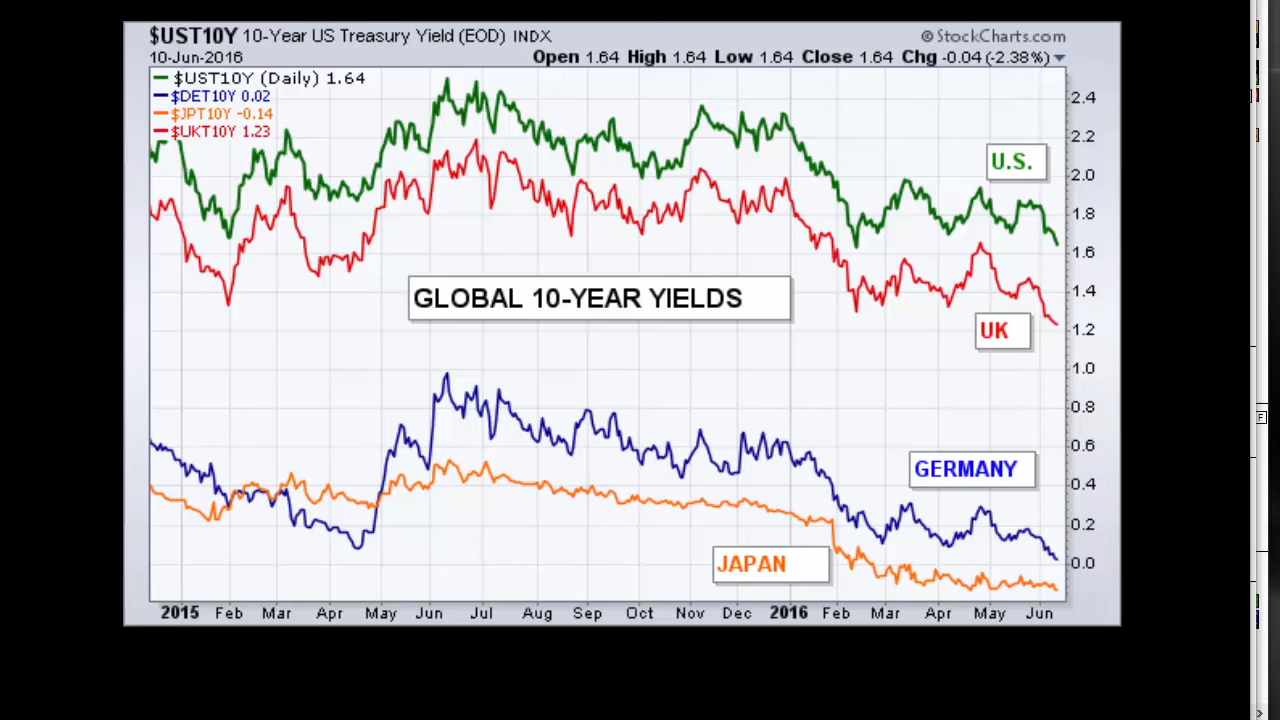 $UST10Y 10-Year US Treasury Yield (EOD) INDX
© StockCharts.com
10-Jun-2016
Open 1.64 High 1.64 Low 1.64 Close 1.64 Chg -0.04 (-2.38%)
$UST10Y (Daily) 1.64
$DET10Y 0.02
$JPT10Y -0.14
$UKT10Y 1.23
2.4
2.2
2.0
1.8
1.6
1.4
1.2
1.0
0.8
0.6
0.4
0.2
0.0
U.S.
GLOBAL 10-YEAR YIELDS
UK
GERMANY
JAPAN
2015 Feb Mar Apr May Jun Jul Aug Sep Oct Nov Dec 2016 Feb Mar Apr May Jun
F